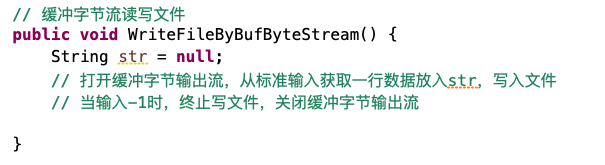 // 缓冲字节流读写文件
public void WriteFileByBufByteStream() {
String str = null;
// 打开缓冲字节输出流，从标准输入获取一行数据放入str，写入文件
// 当输入-1时，终止写文件，关闭缓冲字节输出流
}